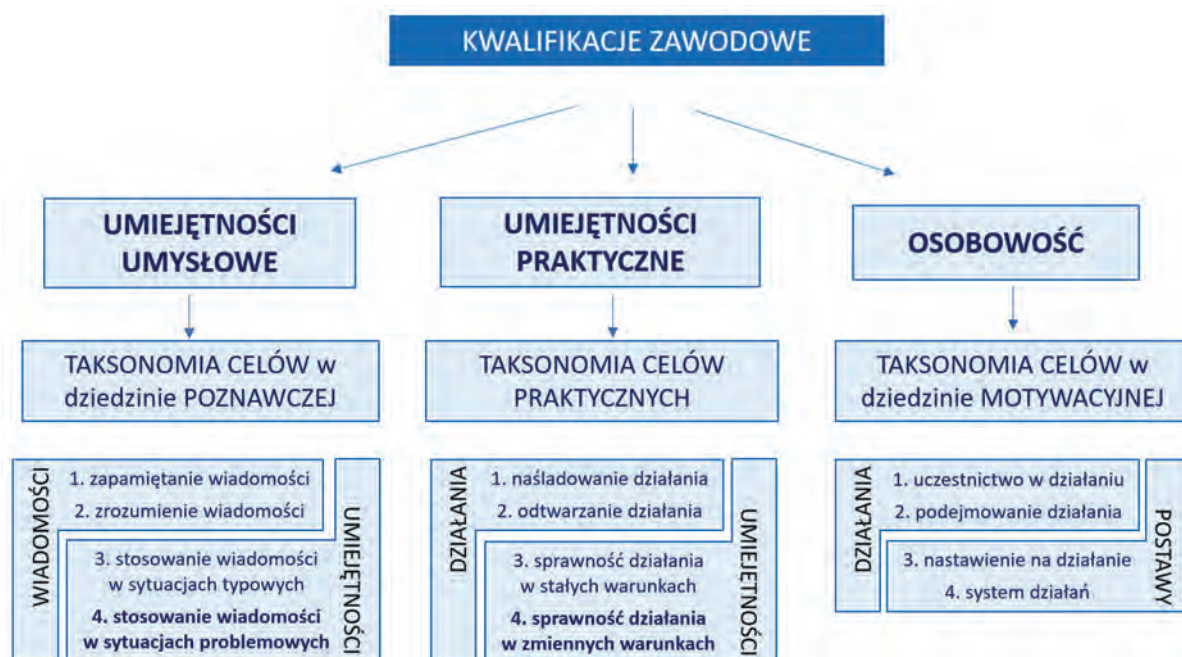 KWALIFIKACJE ZAWODOWE
UMIEJĘTNOŚCI
UMYSŁOWE
UMIEJĘTNOŚCI
PRAKTYCZNE
OSOBOWOŚĆ
TAKSONOMIA CELÓW w
dziedzinie POZNAWCZEJ
TAKSONOMIA CELÓW
PRAKTYCZNYCH
TAKSONOMIA CELÓW w
dziedzinie MOTYWACYJNEJ
WIADOMOŚCI
1. zapamiętanie wiadomości
2. zrozumienie wiadomości
3. stosowanie wiadomości
w sytuacjach typowych
4. stosowanie wiadomości
w sytuacjach problemowych
UMIEJĘTNOŚCI
DZIAŁANIA
1. naśladowanie działania
2. odtwarzanie działania
3. sprawność działania
w stałych warunkach
4. sprawność działania
w zmiennych warunkach
UMIEJĘTNOŚCI
DZIAŁANIA
1. uczestnictwo w działaniu
2. podejmowanie działania
3. nastawienie na działanie
4. system działań
POSTAWY